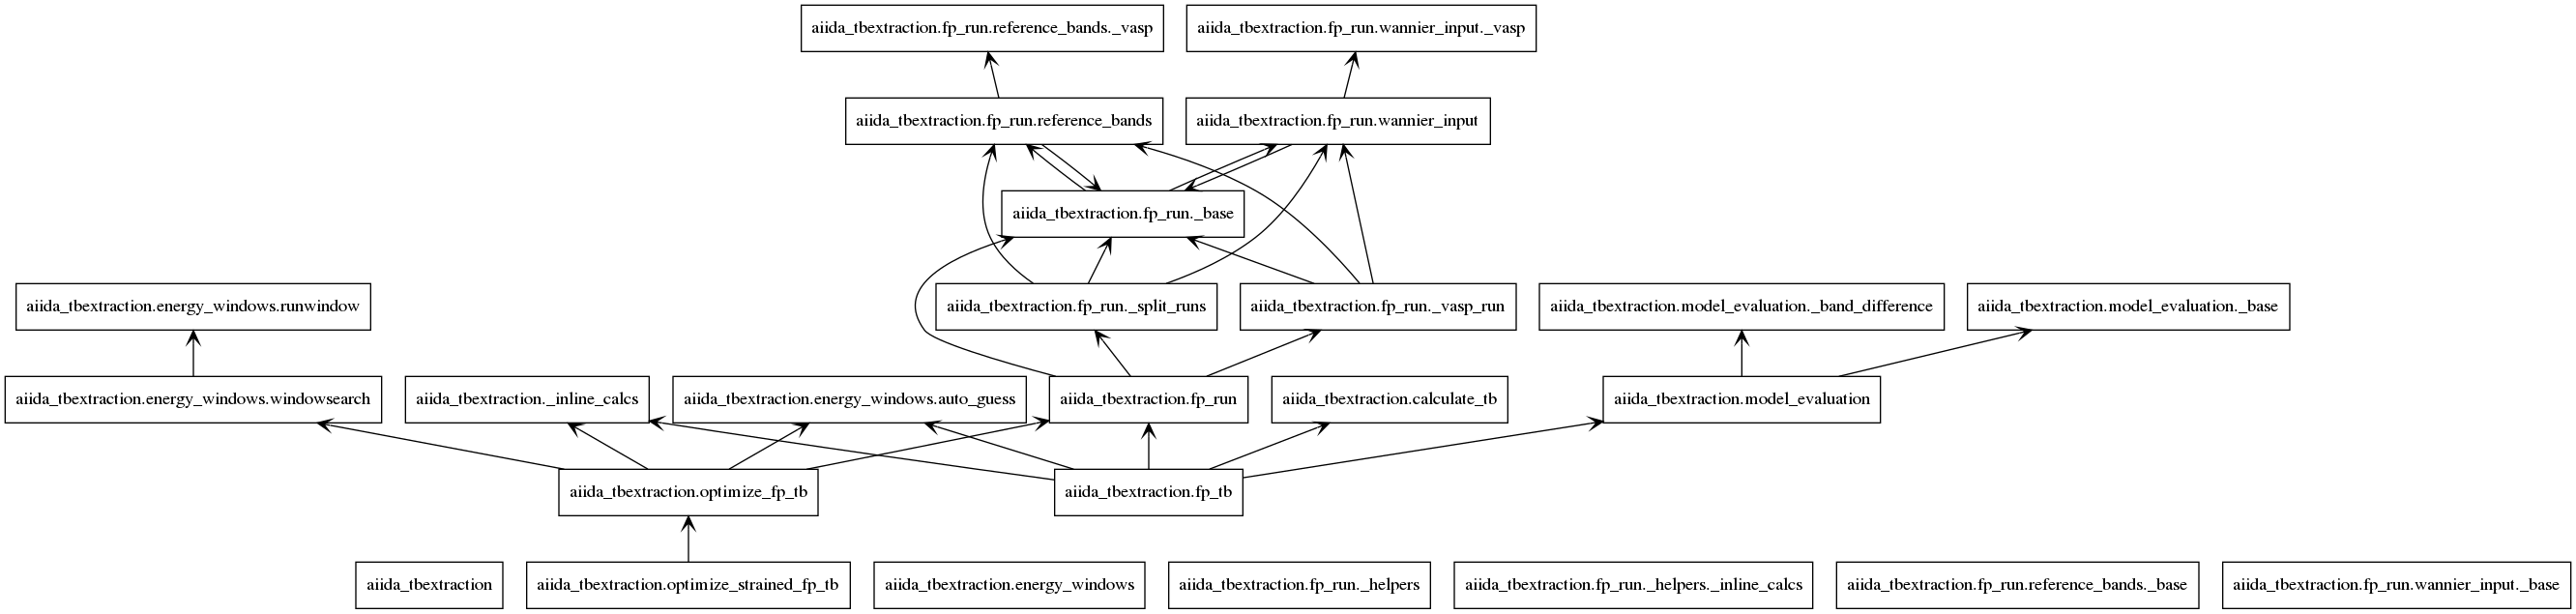 aiida_tbextraction.fp_run.reference_bands._vasp
aiida_tbextraction.fp_run.wannier_input._vasp
aiida_tbextraction.fp_run.reference_bands
aiida_tbextraction.fp_run.wannier_input
aiida_tbextraction.fp_run._base
aiida_tbextraction.energy_windows.runwindow
aiida_tbextraction.fp_run._split_runs
aiida_tbextraction.fp_run._vasp_run
aiida_tbextraction.model_evaluation._band_difference
aiida_tbextraction.model_evaluation._base
aiida_tbextraction.energy_windows.windowsearch
aiida_tbextraction._inline_calcs
aiida_tbextraction.energy_windows.auto_guess
aiida_tbextraction.fp_run
aiida_tbextraction.calculate_tb
aiida_tbextraction.model_evaluation
aiida_tbextraction.optimize_fp_tb
aiida_tbextraction.fp_tb
aiida_tbextraction
aiida_tbextraction.optimize_strained_fp_tb
aiida_tbextraction.energy_windows
aiida_tbextraction.fp_run._helpers
aiida_tbextraction.fp_run._helpers._inline_calcs
aiida_tbextraction.fp_run.reference_bands._base
aiida_tbextraction.fp_run.wannier_input._base